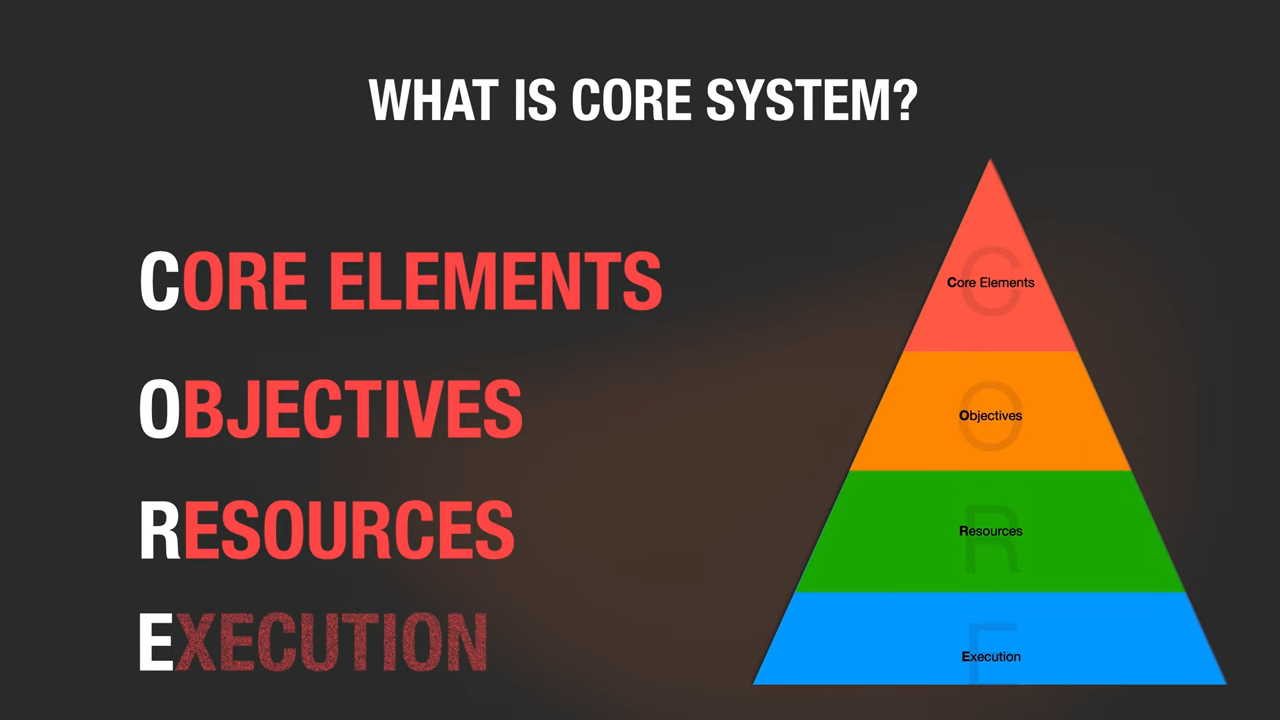 WHAT IS CORE SYSTEM?
CORE ELEMENTS
OBJECTIVES
RESOURCES
EXECUTION
C
Core Elements
O
Objectives
R
Resources
E
Execution